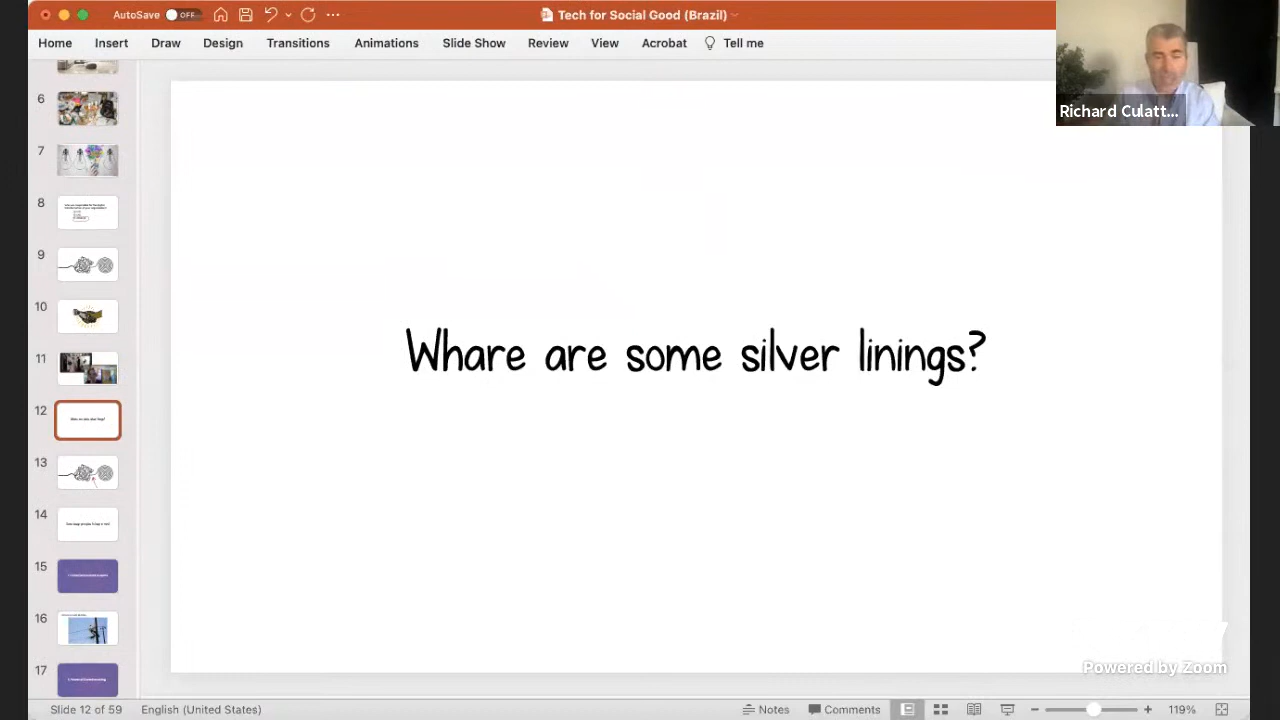 AutoSave OFF
Tech for Social Good (Brazil)
Home Insert Draw Design Transitions Animations Slide Show Review View Acrobat Tell me
Richard Culatt...
6
7
8
9
10
11
12
13
14
15
16
17
Whare are some silver linings?
Powered by Zoom
Slide 12 of 59 English (United States) Notes Comments 119%